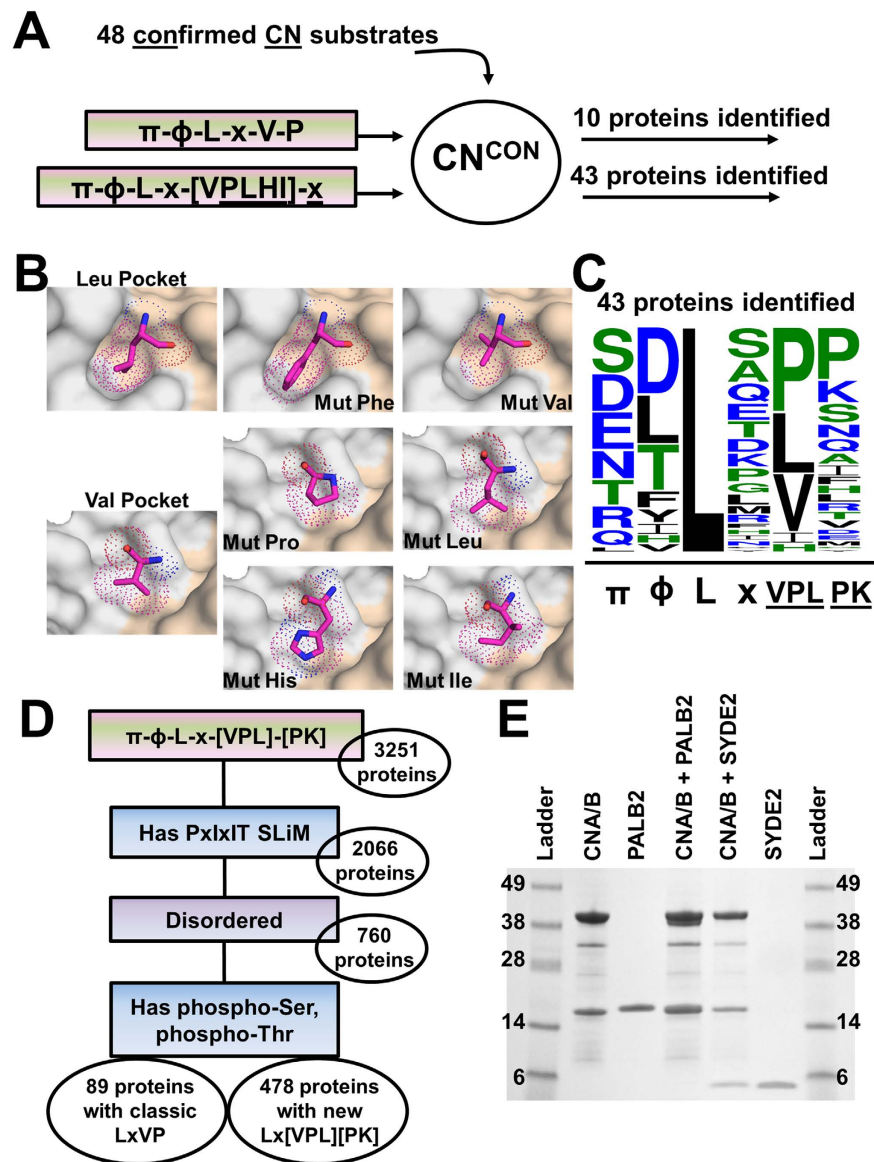 A
48 confirmed CN substrates
π-ϕ-L-x-V-P
π-ϕ-L-x-[VPLHI]-x
CN^CON
10 proteins identified
43 proteins identified
B
Leu Pocket
Mut Phe
Mut Val
Mut Pro
Mut Leu
Val Pocket
Mut His
Mut Ile
C
43 proteins identified
π ϕ L x VPL PK
D
π-ϕ-L-x-[VPL]-[PK]
3251
proteins
Has PxIxIT SLiM
2066
proteins
Disordered
760
proteins
Has phospho-Ser,
phospho-Thr
89 proteins
with classic
LxVP
478 proteins
with new
Lx[VPL][PK]
E
Ladder
CNA/B
PALB2
CNA/B + PALB2
CNA/B + SYDE2
SYDE2
Ladder
49
38
28
14
6
49
38
28
14
6